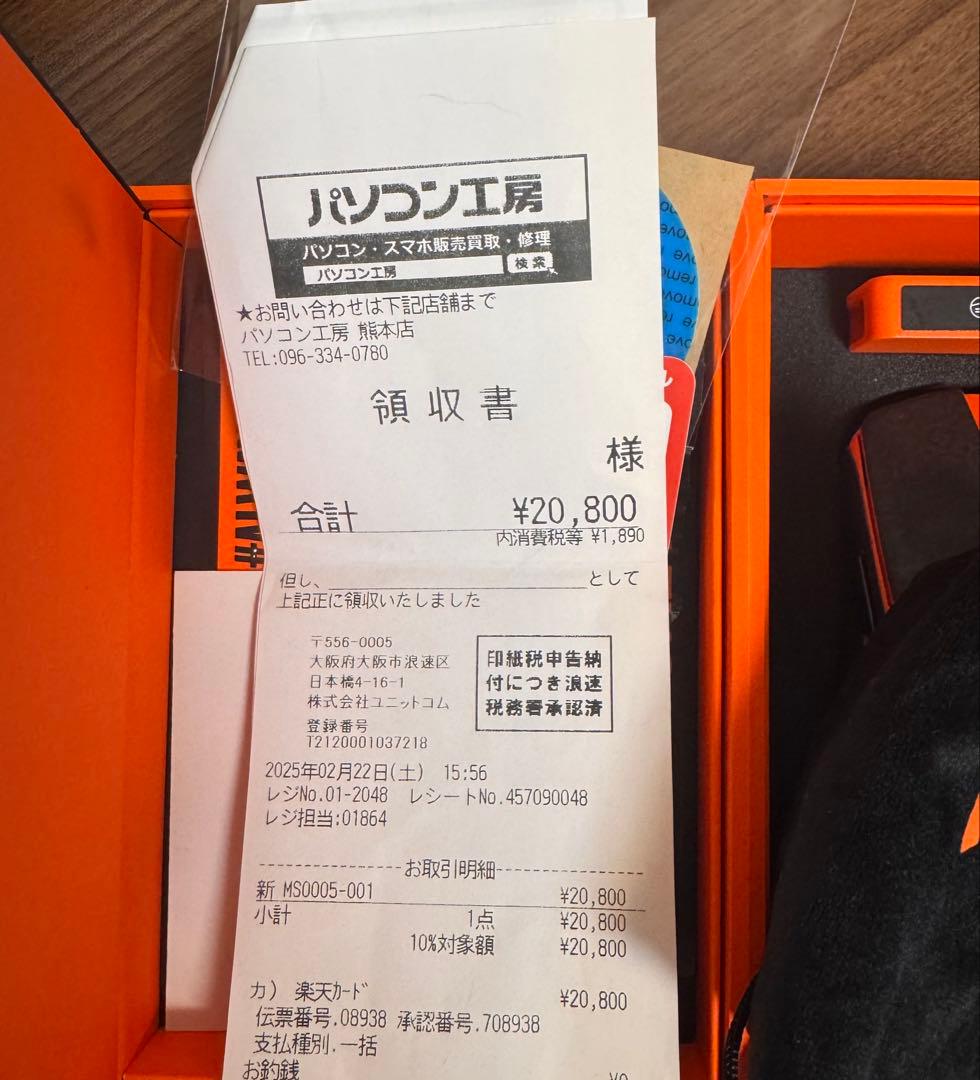 パソコン工房
パソコン・スマホ販売買取・修理
パソコン工房 検索
★お問い合わせは下記店舗まで
パソコン工房 熊本店
TEL:096-334-0780
領収書
様
合計 ¥20,800
内消費税等 ¥1,890
但し、 として
上記正に領収いたしました
〒556-0005
大阪府大阪市浪速区
日本橋4-16-1
株式会社ユニットコム
登録番号
T2120001037218
印紙税申告納
付につき浪速
税務署承認済
2025年02月22日(土) 15:56
レジNo.01-2048 レシートNo.457090048
レジ担当:01864
お取引明細
新 MS0005-001 ¥20,800
小計 1点 ¥20,800
10%対象額 ¥20,800
カ) 楽天ｶｰﾄﾞ ¥20,800
伝票番号.08938 承認番号.708938
支払種別.一括
お釣銭 ¥0